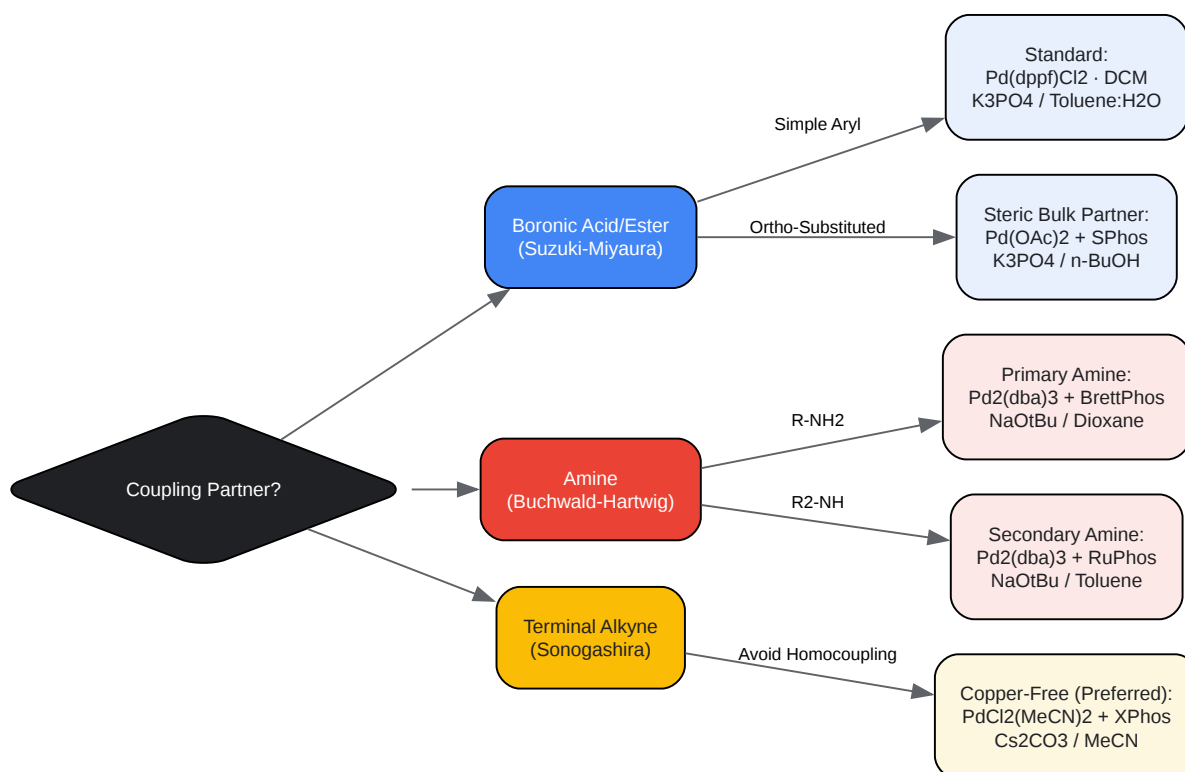 Coupling Partner?
Boronic Acid/Ester
(Suzuki-Miyaura)
Amine
(Buchwald-Hartwig)
Terminal Alkyne
(Sonogashira)
Simple Aryl
Ortho-Substituted
R-NH2
R2-NH
Avoid Homocoupling
Standard:
Pd(dppf)Cl2 · DCM
K3PO4 / Toluene:H2O
Steric Bulk Partner:
Pd(OAc)2 + SPhos
K3PO4 / n-BuOH
Primary Amine:
Pd2(dba)3 + BrettPhos
NaOtBu / Dioxane
Secondary Amine:
Pd2(dba)3 + RuPhos
NaOtBu / Toluene
Copper-Free (Preferred):
PdCl2(MeCN)2 + XPhos
Cs2CO3 / MeCN